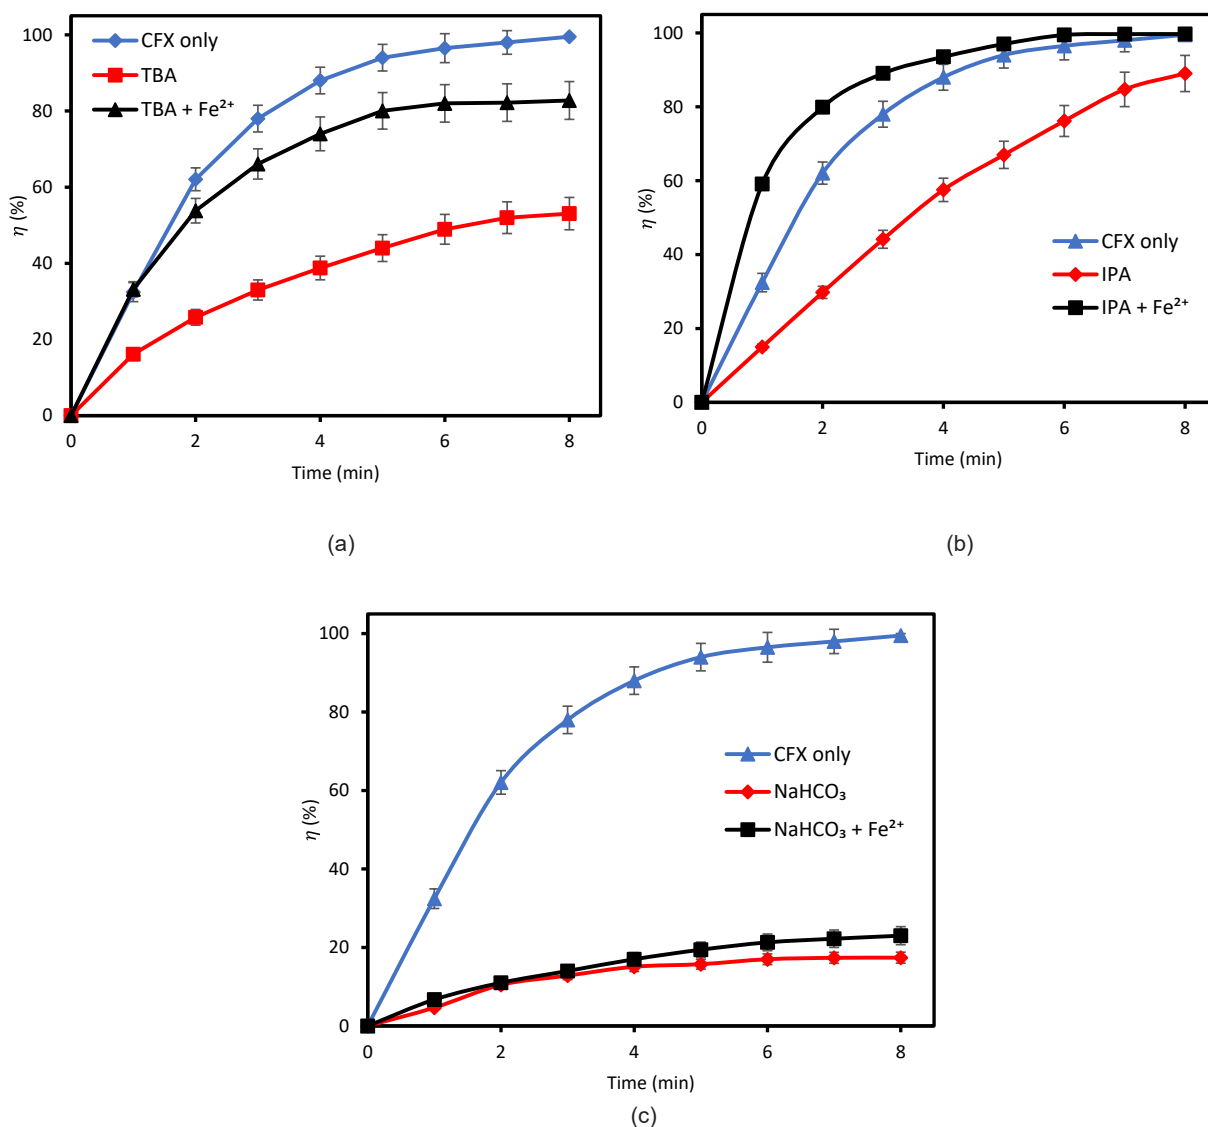 100
80
60
40
20
0
η (%)
CFX only
TBA
TBA + Fe²⁺
0 2 4 6 8
Time (min)
(a)
100
80
60
40
20
0
η (%)
CFX only
IPA
IPA + Fe²⁺
0 2 4 6 8
Time (min)
(b)
100
80
60
40
20
0
η (%)
CFX only
NaHCO₃
NaHCO₃ + Fe²⁺
0 2 4 6 8
Time (min)
(c)